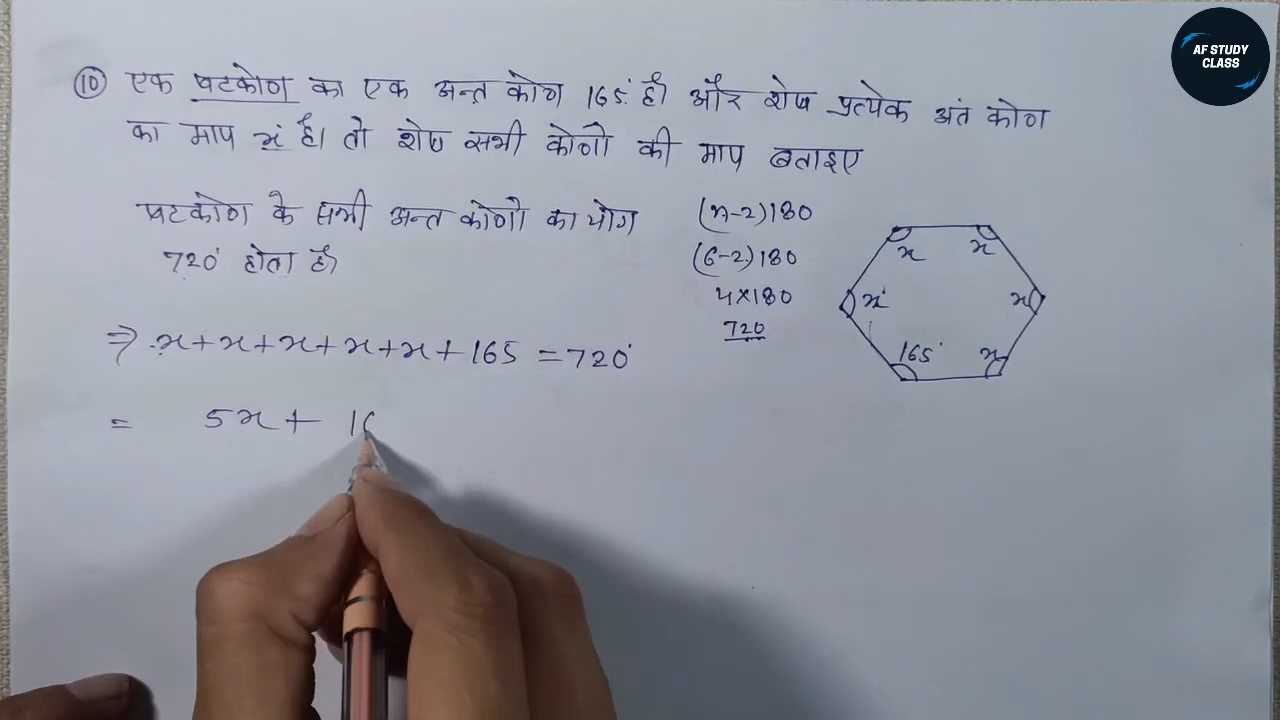 AF STUDY
CLASS
⑩ एक षटकोण का एक अन्त कोण 165° है। और शेष प्रत्येक अंत कोण
का माप x° है। तो शेष सभी कोणो की माप बताइए
षटकोण के सभी अन्त कोणो का योग
720° होता है।
(n-2)180
(6-2)180
4×180
720
x
x
x°
x
165°
x
⇒ x+x+x+x+x+165 = 720°
= 5x + 16